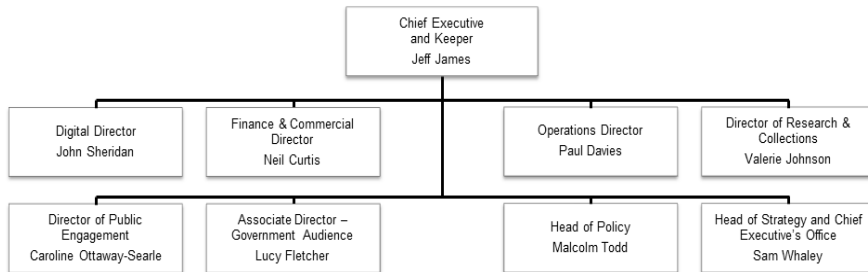 Chief Executive
and Keeper
Jeff James
Digital Director
John Sheridan
Finance & Commercial
Director
Neil Curtis
Operations Director
Paul Davies
Director of Research &
Collections
Valerie Johnson
Director of Public
Engagement
Caroline Ottaway-Searle
Associate Director –
Government Audience
Lucy Fletcher
Head of Policy
Malcolm Todd
Head of Strategy and Chief
Executive's Office
Sam Whaley